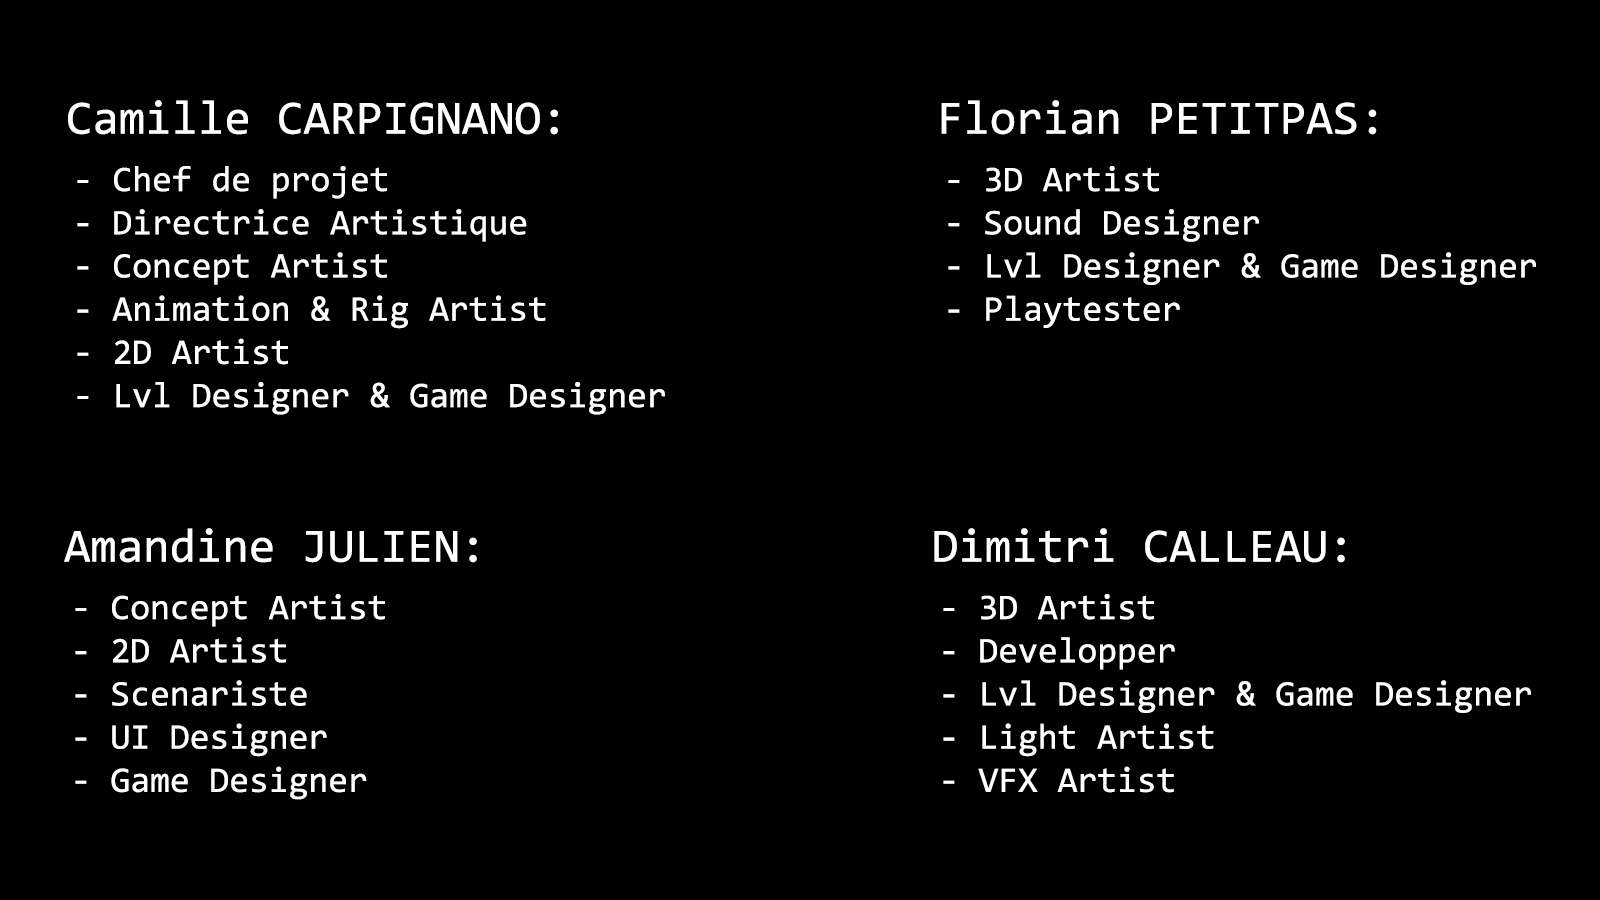 Camille CARPIGNANO:
- Chef de projet
- Directrice Artistique
- Concept Artist
- Animation & Rig Artist
- 2D Artist
- Lvl Designer & Game Designer
Florian PETITPAS:
- 3D Artist
- Sound Designer
- Lvl Designer & Game Designer
- Playtester
Amandine JULIEN:
- Concept Artist
- 2D Artist
- Scenariste
- UI Designer
- Game Designer
Dimitri CALLEAU:
- 3D Artist
- Developper
- Lvl Designer & Game Designer
- Light Artist
- VFX Artist